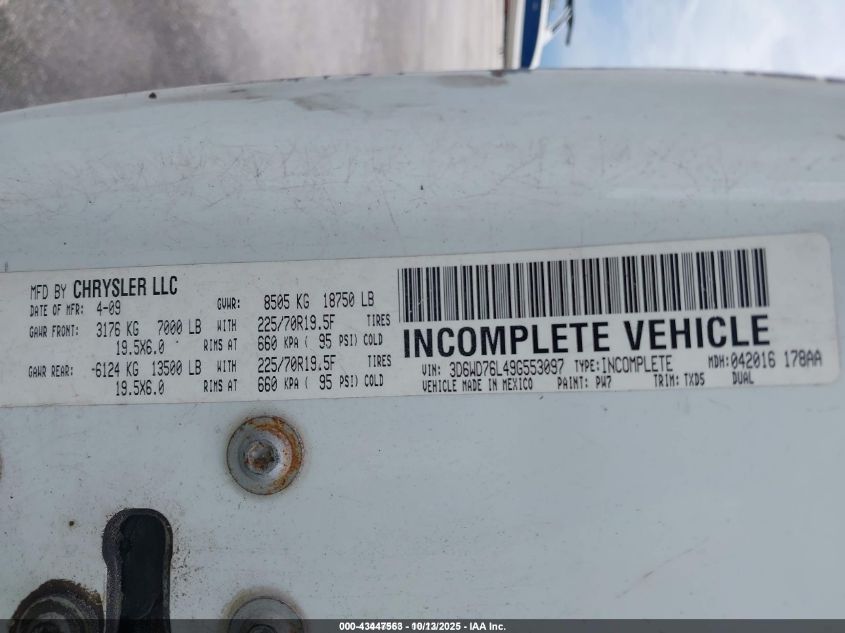 MFD BY CHRYSLER LLC
DATE OF MFR: 4-09 GVWR: 8505 KG 18750 LB
GAWR FRONT: 3176 KG 7000 LB WITH 225/70R19.5F TIRES
19.5X6.0 RIMS AT 660 KPA ( 95 PSI) COLD
GAWR REAR: -6124 KG 13500 LB WITH 225/70R19.5F TIRES
19.5X6.0 RIMS AT 660 KPA ( 95 PSI) COLD
INCOMPLETE VEHICLE
VIN: 3D6WD76L49G553097 TYPE:INCOMPLETE MDH:042016 178AA
VEHICLE MADE IN MEXICO PAINT: PW7 TRIM: TXD5 DUAL
000-43447563 - 10/13/2025 - IAA Inc.